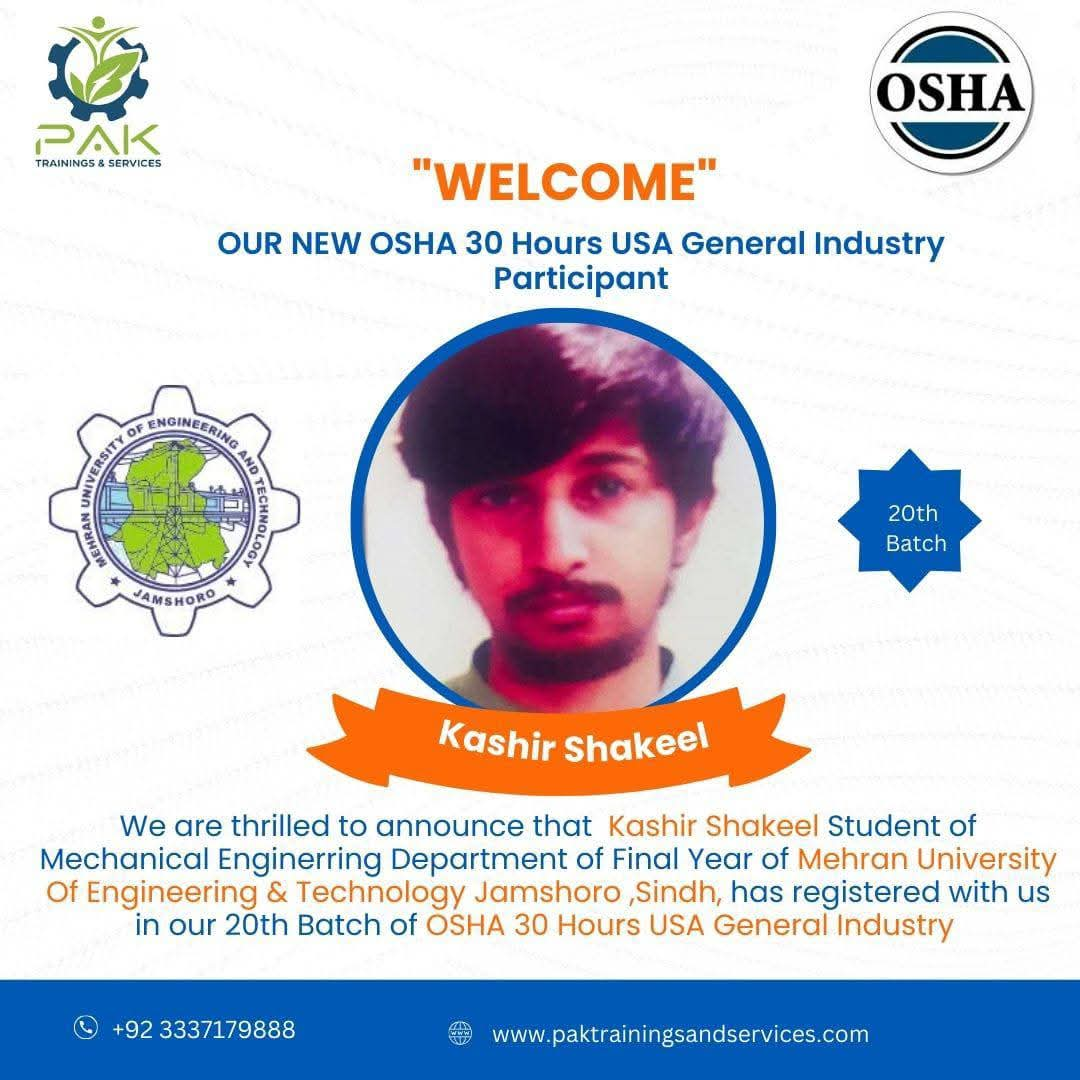 PAK
TRAININGS & SERVICES
OSHA
"WELCOME"
OUR NEW OSHA 30 Hours USA General Industry
Participant
MEHRAN UNIVERSITY OF ENGINEERING AND TECHNOLOGY
★ JAMSHORO ★
20th
Batch
Kashir Shakeel
We are thrilled to announce that Kashir Shakeel Student of
Mechanical Enginerring Department of Final Year of Mehran University
Of Engineering & Technology Jamshoro ,Sindh, has registered with us
in our 20th Batch of OSHA 30 Hours USA General Industry
+92 3337179888
www.paktrainingsandservices.com